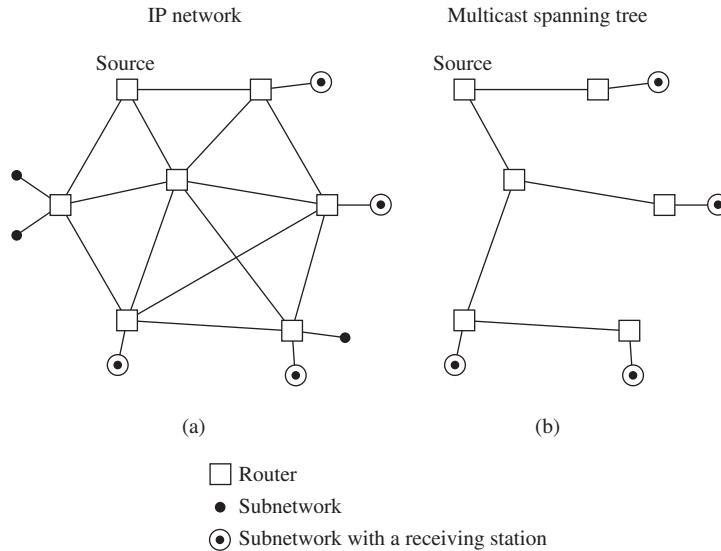 IP network
Multicast spanning tree
Source
Source
(a)
(b)
Router
Subnetwork
Subnetwork with a receiving station